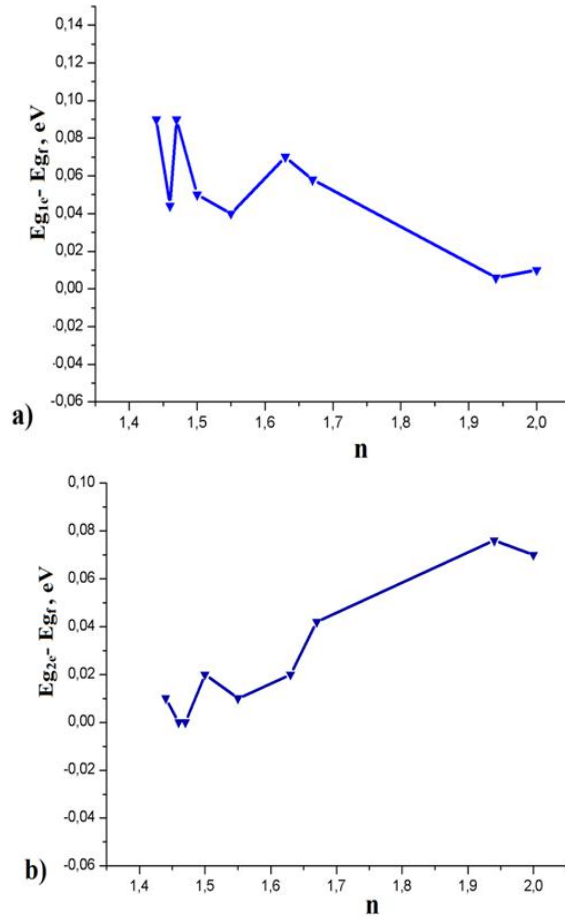 0,14
0,12
0,10
0,08
0,06
0,04
0,02
0,00
-0,02
-0,04
-0,06
Eg1e- Egf , eV
1,4 1,5 1,6 1,7 1,8 1,9 2,0
n
a)
0,10
0,08
0,06
0,04
0,02
0,00
-0,02
-0,04
-0,06
Eg2e- Egf , eV
1,4 1,5 1,6 1,7 1,8 1,9 2,0
n
b)